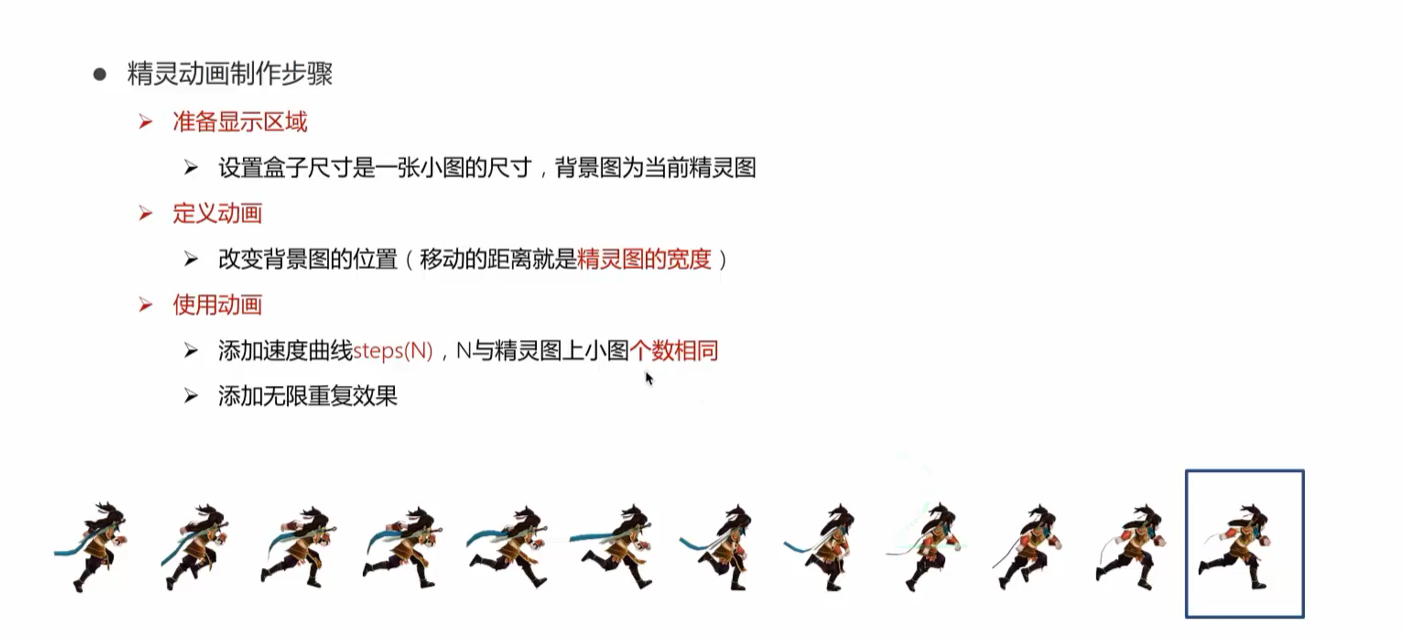 精灵动画制作步骤
准备显示区域
设置盒子尺寸是一张小图的尺寸，背景图为当前精灵图
定义动画
改变背景图的位置（移动的距离就是精灵图的宽度）
使用动画
添加速度曲线steps(N)，N与精灵图上小图个数相同
添加无限重复效果